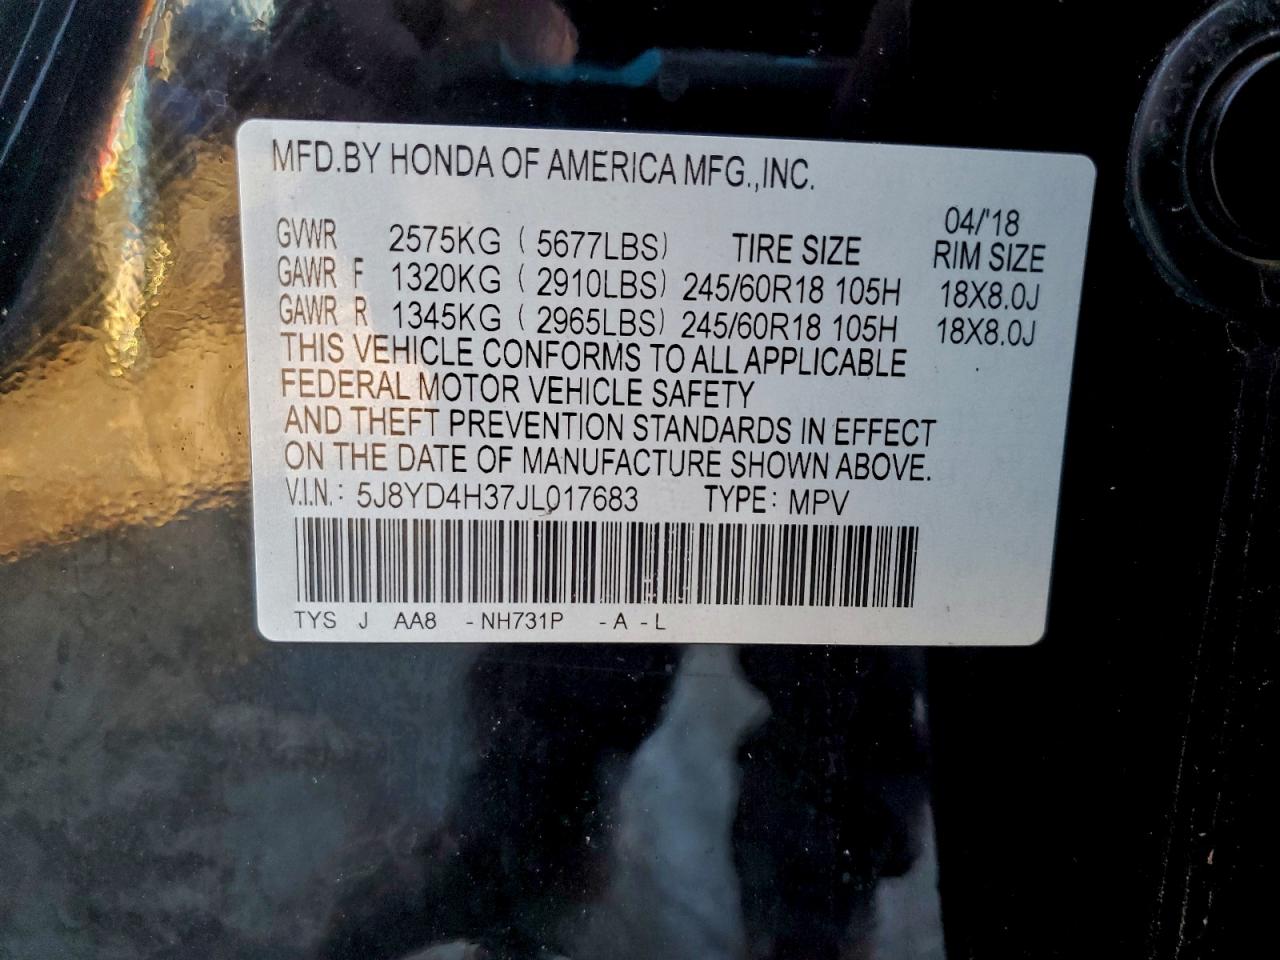 MFD.BY HONDA OF AMERICA MFG.,INC.
04/'18
GVWR 2575KG ( 5677LBS) TIRE SIZE RIM SIZE
GAWR F 1320KG ( 2910LBS) 245/60R18 105H 18X8.0J
GAWR R 1345KG ( 2965LBS) 245/60R18 105H 18X8.0J
THIS VEHICLE CONFORMS TO ALL APPLICABLE
FEDERAL MOTOR VEHICLE SAFETY
AND THEFT PREVENTION STANDARDS IN EFFECT
ON THE DATE OF MANUFACTURE SHOWN ABOVE.
V.I.N.: 5J8YD4H37JL017683 TYPE: MPV
TYS J AA8 -NH731P -A -L